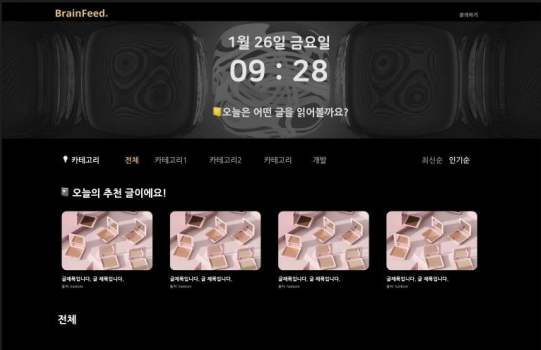 BrainFeed.
1월 26일 금요일
09 : 28
오늘은 어떤 글을 읽어볼까요?
카테고리 전체 카테고리1 카테고리2 카테고리 개발 최신순 인기순
오늘의 추천 글이에요!
글제목입니다. 글 제목입니다. 글제목입니다. 글 제목입니다. 글제목입니다. 글 제목입니다. 글제목입니다. 글 제목입니다.
전체